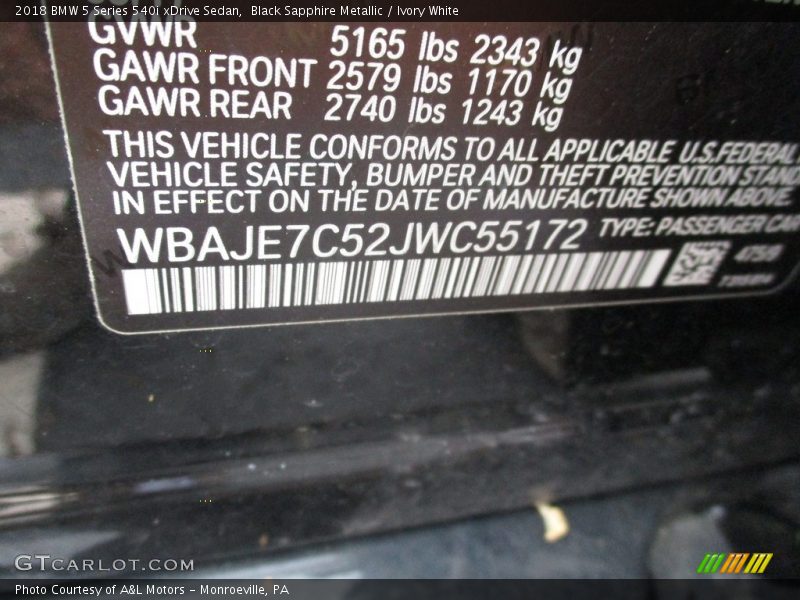 2018 BMW 5 Series 540i xDrive Sedan, Black Sapphire Metallic / Ivory White
GVWR 5165 lbs 2343 kg
GAWR FRONT 2579 lbs 1170 kg
GAWR REAR 2740 lbs 1243 kg
THIS VEHICLE CONFORMS TO ALL APPLICABLE U.S.FEDERAL
VEHICLE SAFETY, BUMPER AND THEFT PREVENTION STAND
IN EFFECT ON THE DATE OF MANUFACTURE SHOWN ABOVE
WBAJE7C52JWC55172 TYPE:PASSENGER CAR
GTCARLOT.COM
Photo Courtesy of A&L Motors – Monroeville, PA